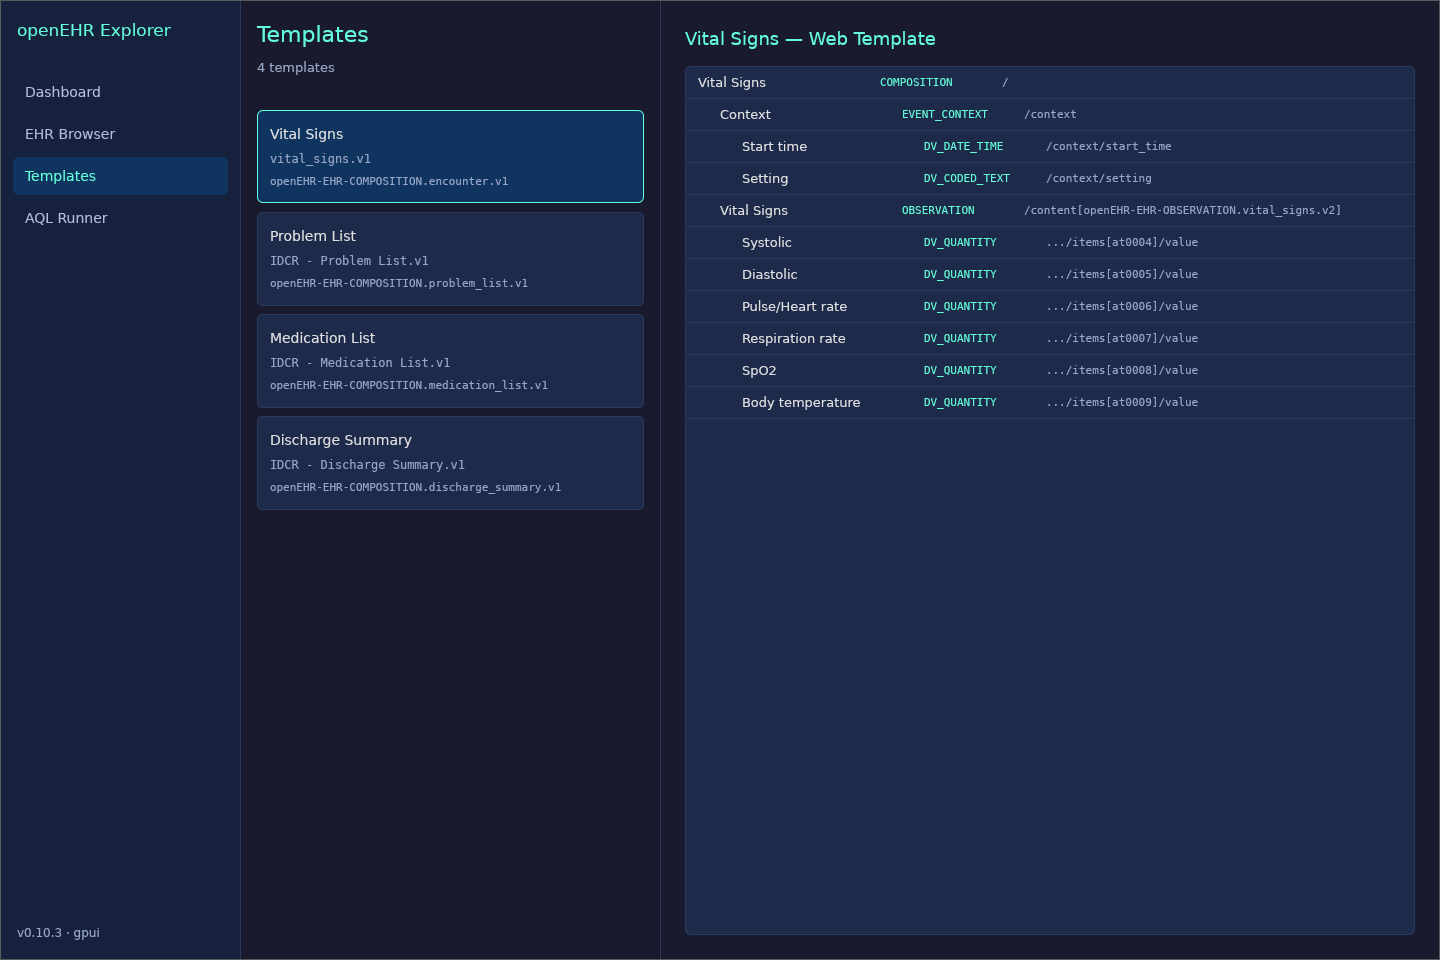 openEHR Explorer
Dashboard
EHR Browser
Templates
AQL Runner
v0.10.3 · gpui
Templates
4 templates
Vital Signs
vital_signs.v1
openEHR-EHR-COMPOSITION.encounter.v1
Problem List
IDCR - Problem List.v1
openEHR-EHR-COMPOSITION.problem_list.v1
Medication List
IDCR - Medication List.v1
openEHR-EHR-COMPOSITION.medication_list.v1
Discharge Summary
IDCR - Discharge Summary.v1
openEHR-EHR-COMPOSITION.discharge_summary.v1
Vital Signs — Web Template
Vital Signs COMPOSITION /
Context EVENT_CONTEXT /context
Start time DV_DATE_TIME /context/start_time
Setting DV_CODED_TEXT /context/setting
Vital Signs OBSERVATION /content[openEHR-EHR-OBSERVATION.vital_signs.v2]
Systolic DV_QUANTITY .../items[at0004]/value
Diastolic DV_QUANTITY .../items[at0005]/value
Pulse/Heart rate DV_QUANTITY .../items[at0006]/value
Respiration rate DV_QUANTITY .../items[at0007]/value
SpO2 DV_QUANTITY .../items[at0008]/value
Body temperature DV_QUANTITY .../items[at0009]/value